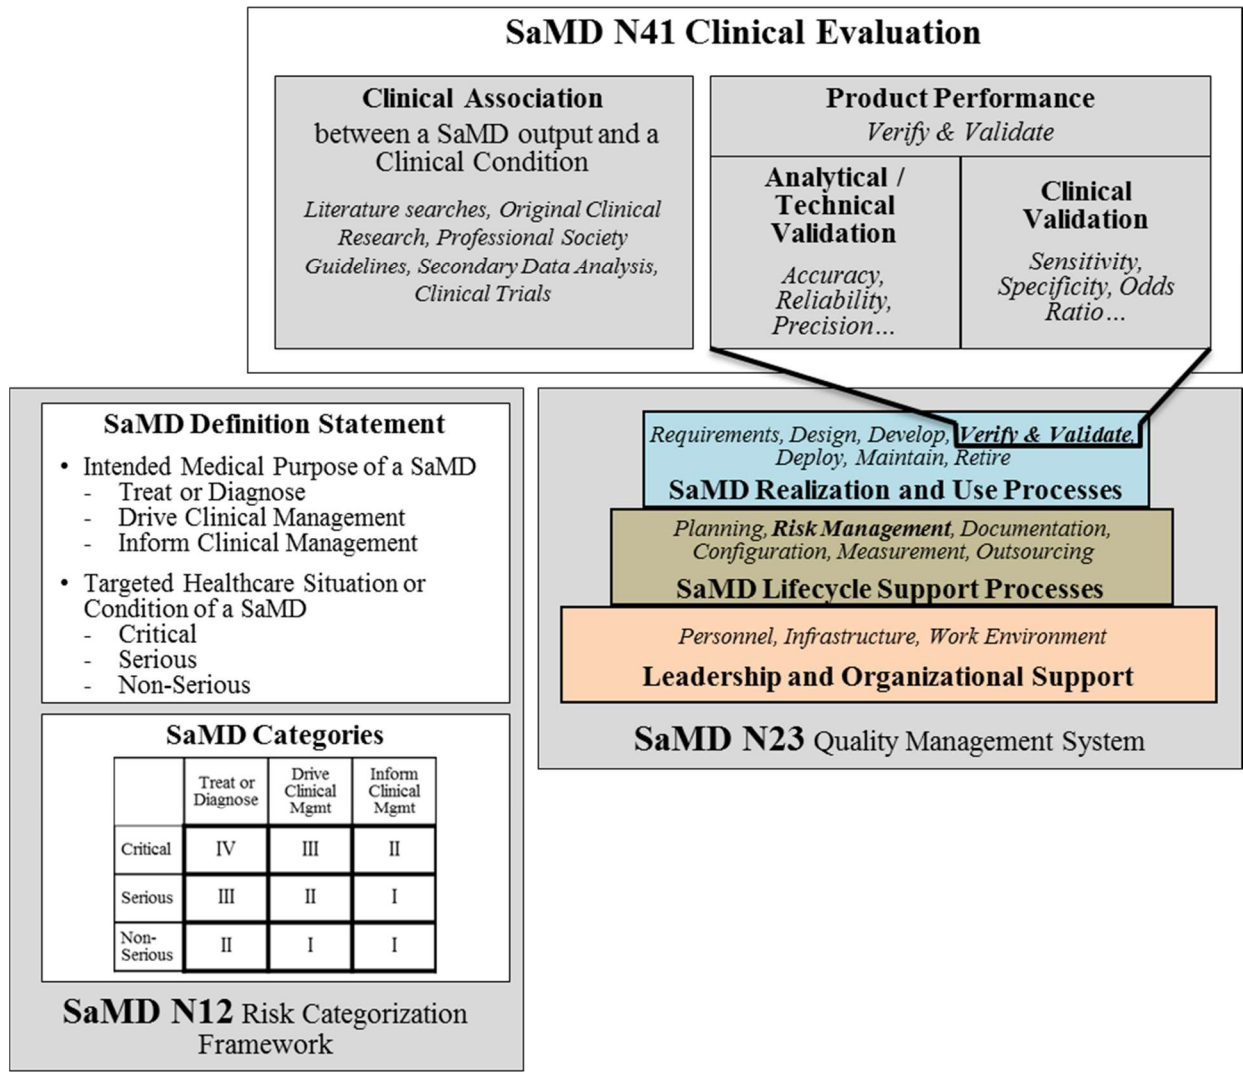 SaMD N41 Clinical Evaluation
Clinical Association
between a SaMD output and a
Clinical Condition
Literature searches, Original Clinical
Research, Professional Society
Guidelines, Secondary Data Analysis,
Clinical Trials
Product Performance
Verify & Validate
Analytical /
Technical
Validation
Accuracy,
Reliability,
Precision…
Clinical
Validation
Sensitivity,
Specificity, Odds
Ratio…
SaMD Definition Statement
• Intended Medical Purpose of a SaMD
- Treat or Diagnose
- Drive Clinical Management
- Inform Clinical Management
• Targeted Healthcare Situation or
Condition of a SaMD
- Critical
- Serious
- Non-Serious
SaMD Categories
Treat or
Diagnose
Drive
Clinical
Mgmt
Inform
Clinical
Mgmt
Critical IV III II
Serious III II I
Non-
Serious II I I
SaMD N12 Risk Categorization
Framework
Requirements, Design, Develop, Verify & Validate,
Deploy, Maintain, Retire
SaMD Realization and Use Processes
Planning, Risk Management, Documentation,
Configuration, Measurement, Outsourcing
SaMD Lifecycle Support Processes
Personnel, Infrastructure, Work Environment
Leadership and Organizational Support
SaMD N23 Quality Management System